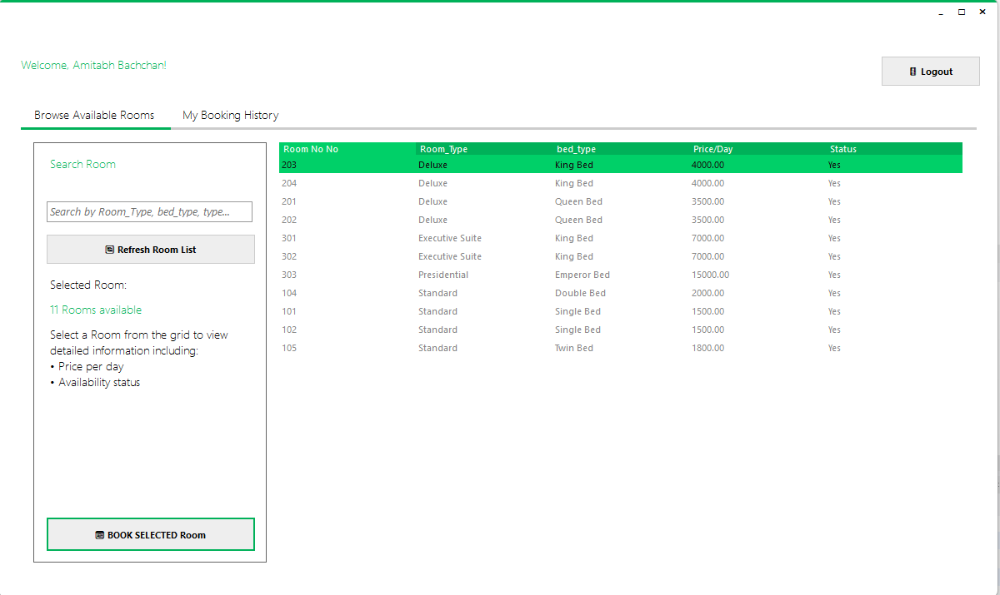 Welcome, Amitabh Bachchan!
Logout
Browse Available Rooms My Booking History
Search Room
Search by Room_Type, bed_type, type...
Refresh Room List
Selected Room:
11 Rooms available
Select a Room from the grid to view
detailed information including:
• Price per day
• Availability status
BOOK SELECTED Room
Room No No Room_Type bed_type Price/Day Status
203 Deluxe King Bed 4000.00 Yes
204 Deluxe King Bed 4000.00 Yes
201 Deluxe Queen Bed 3500.00 Yes
202 Deluxe Queen Bed 3500.00 Yes
301 Executive Suite King Bed 7000.00 Yes
302 Executive Suite King Bed 7000.00 Yes
303 Presidential Emperor Bed 15000.00 Yes
104 Standard Double Bed 2000.00 Yes
101 Standard Single Bed 1500.00 Yes
102 Standard Single Bed 1500.00 Yes
105 Standard Twin Bed 1800.00 Yes